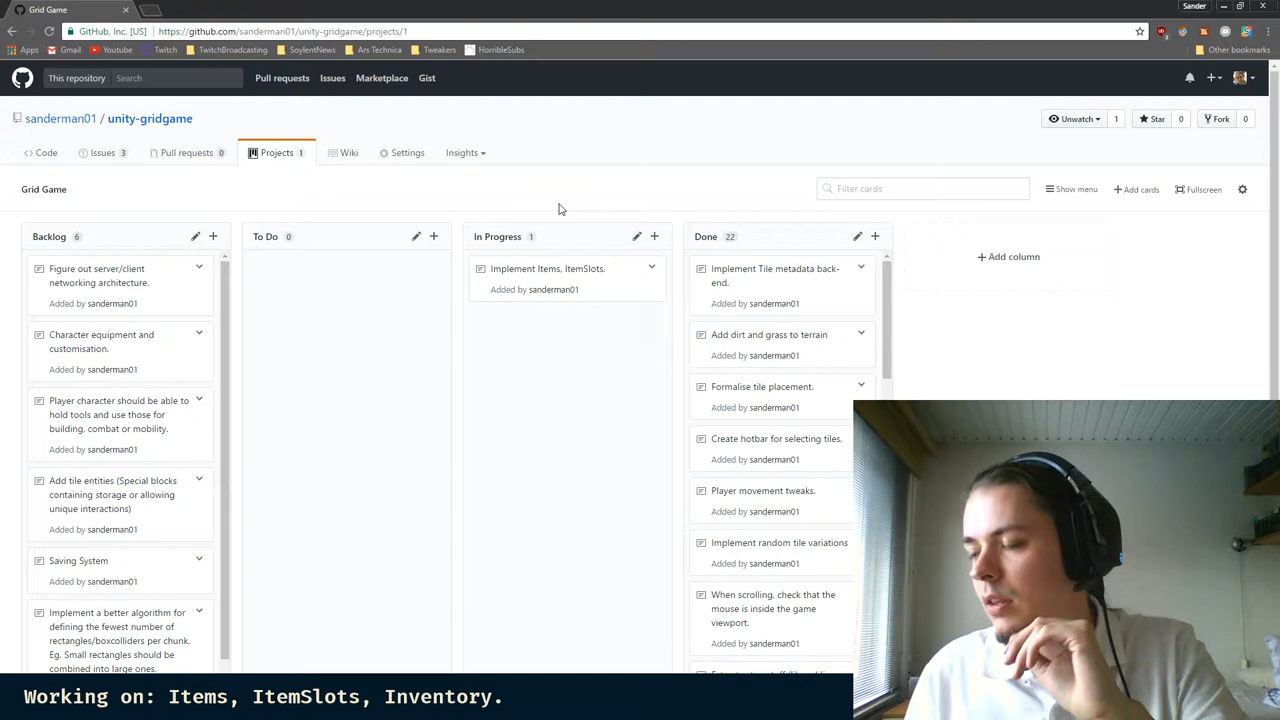 Grid Game
Sander
GitHub, Inc. [US]
https://github.com/sanderman01/unity-gridgame/projects/1
Apps
Gmail
Youtube
Twitch
TwitchBroadcasting
SoylentNews
Ars Technica
Tweakers
HorribleSubs
Other bookmarks
This repository
Search
Pull requests
Issues
Marketplace
Gist
sanderman01 / unity-gridgame
Unwatch
1
Star
0
Fork
0
Code
Issues 3
Pull requests 0
Projects 1
Wiki
Settings
Insights
Grid Game
Filter cards
Show menu
Add cards
Fullscreen
Backlog 6
Figure out server/client
networking architecture.
Added by sanderman01
Character equipment and
customisation.
Added by sanderman01
Player character should be able to
hold tools and use those for
building, combat or mobility.
Added by sanderman01
Add tile entities (Special blocks
containing storage or allowing
unique interactions)
Added by sanderman01
Saving System
Added by sanderman01
Implement a better algorithm for
defining the fewest number of
rectangles/boxcolliders per chunk.
Eg. Small rectangles should be
combined into large ones.
To Do 0
In Progress 1
Implement Items, ItemSlots.
Added by sanderman01
Done 22
Implement Tile metadata back-
end.
Added by sanderman01
Add dirt and grass to terrain
Added by sanderman01
Formalise tile placement.
Added by sanderman01
Create hotbar for selecting tiles.
Added by sanderman01
Player movement tweaks.
Added by sanderman01
Implement random tile variations
Added by sanderman01
When scrolling, check that the
mouse is inside the game
viewport.
Added by sanderman01
Add column
Working on: Items, ItemSlots, Inventory.